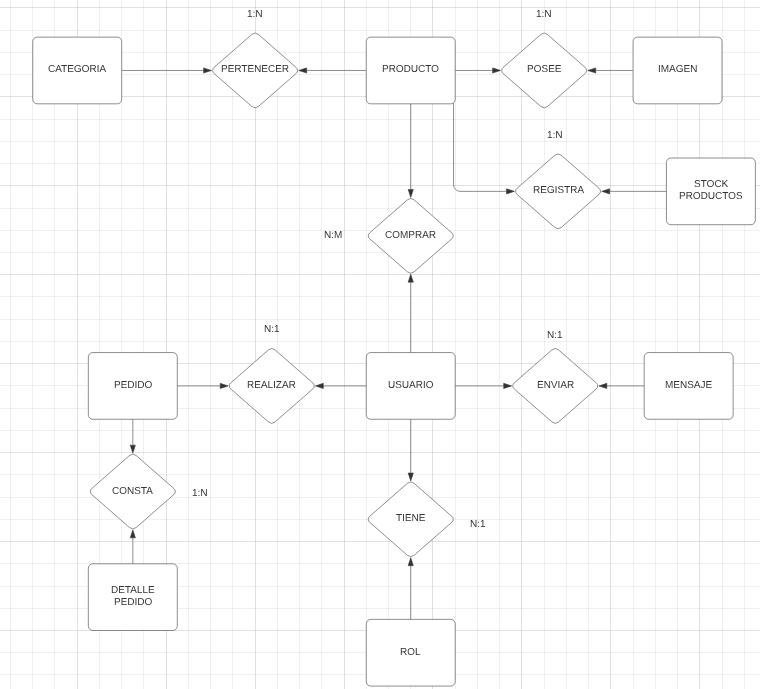 1:N
1:N
CATEGORIA
PERTENECER
PRODUCTO
POSEE
IMAGEN
1:N
REGISTRA
STOCK
PRODUCTOS
N:M
COMPRAR
N:1
N:1
PEDIDO
REALIZAR
USUARIO
ENVIAR
MENSAJE
CONSTA
1:N
TIENE
N:1
DETALLE
PEDIDO
ROL